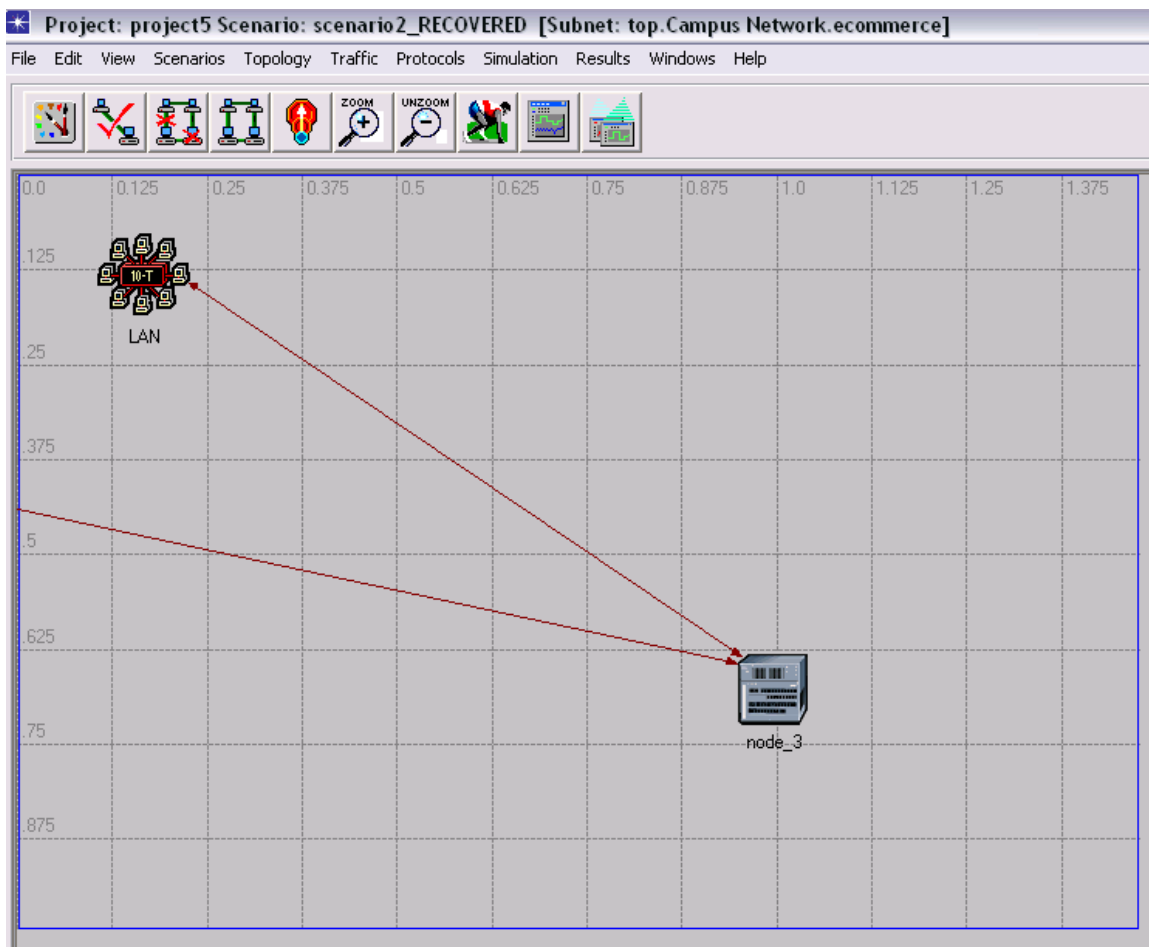 Project: project5 Scenario: scenario2_RECOVERED [Subnet: top.Campus Network.ecommerce]
File Edit View Scenarios Topology Traffic Protocols Simulation Results Windows Help
ZOOM UNZOOM
0.0 0.125 0.25 0.375 0.5 0.625 0.75 0.875 1.0 1.125 1.25 1.375
.125
10-T
LAN
.25
.375
.5
.625
.75
node_3
.875